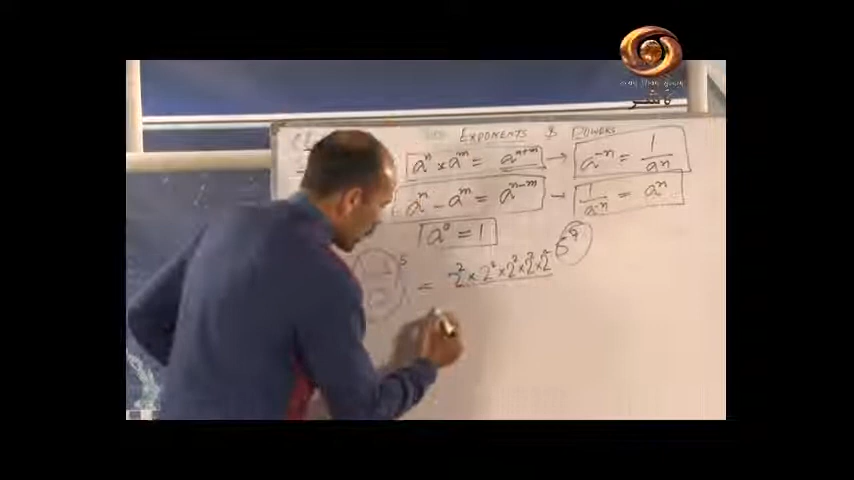 EXPONENTS & POWERS
aⁿ × aᵐ = aⁿ⁺ᵐ → a⁻ⁿ = 1/aⁿ
aⁿ - aᵐ = aⁿ⁻ᵐ → 1/a⁻ⁿ = aⁿ
a⁰ = 1
5 = 2² × 2² × 2² × 2² × 2²